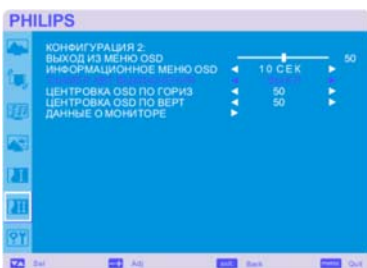 PHILIPS
КОНФИГУРАЦИЯ 2:
ВЫХОД ИЗ МЕНЮ OSD 50
ИНФОРМАЦИОННОЕ МЕНЮ OSD 10 СЕК
ЦЕНТРОВКА OSD ПО ГОРИЗ 50
ЦЕНТРОВКА OSD ПО ВЕРТ 50
ДАННЫЕ О МОНИТОРЕ
Sel Adj Back Quit